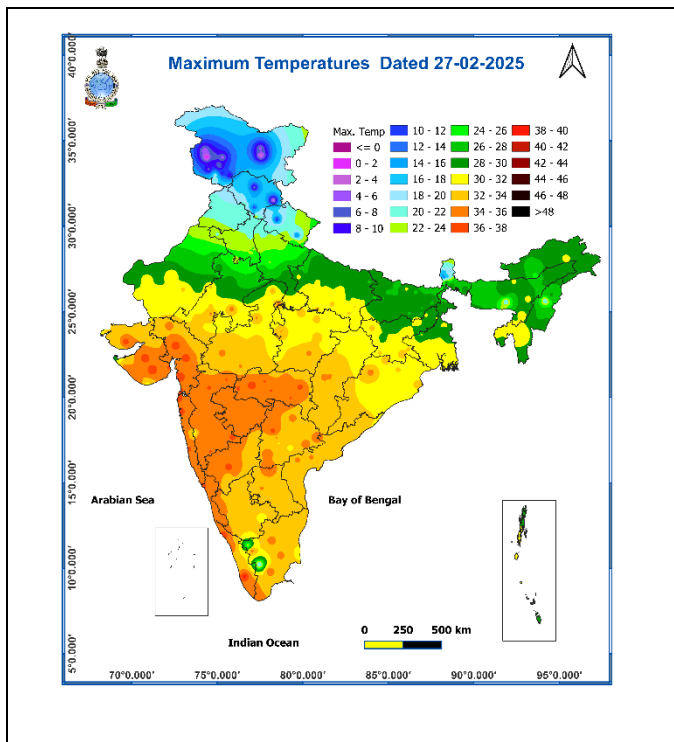 Maximum Temperatures Dated 27-02-2025
Max. Temp
<= 0
0 - 2
2 - 4
4 - 6
6 - 8
8 - 10
10 - 12
12 - 14
14 - 16
16 - 18
18 - 20
20 - 22
22 - 24
24 - 26
26 - 28
28 - 30
30 - 32
32 - 34
34 - 36
36 - 38
38 - 40
40 - 42
42 - 44
44 - 46
46 - 48
>48
40°0.000'
35°0.000'
30°0.000'
25°0.000'
20°0.000'
15°0.000'
10°0.000'
5°0.000'
Arabian Sea
Bay of Bengal
Indian Ocean
0 250 500 km
70°0.000' 75°0.000' 80°0.000' 85°0.000' 90°0.000' 95°0.000'